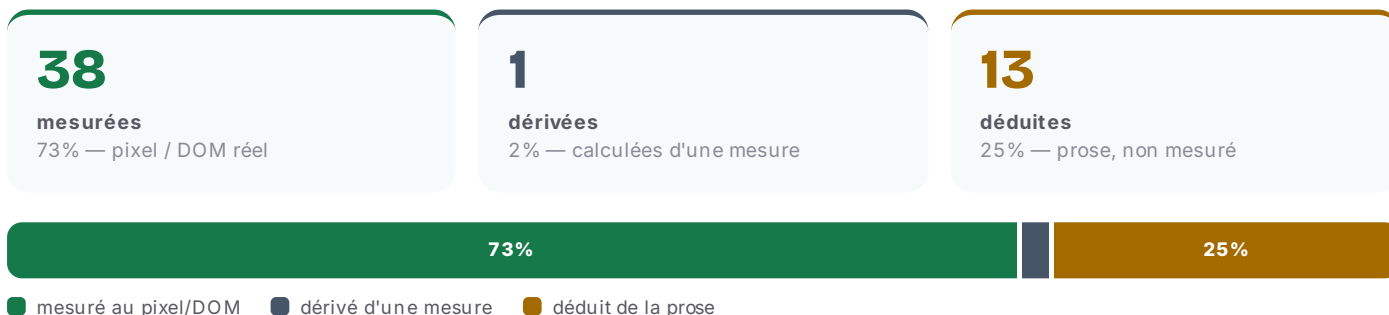 38
mesurées
73% — pixel / DOM réel
1
dérivées
2% — calculées d'une mesure
13
déduites
25% — prose, non mesuré
73%
25%
mesuré au pixel/DOM
dérivé d'une mesure
déduit de la prose